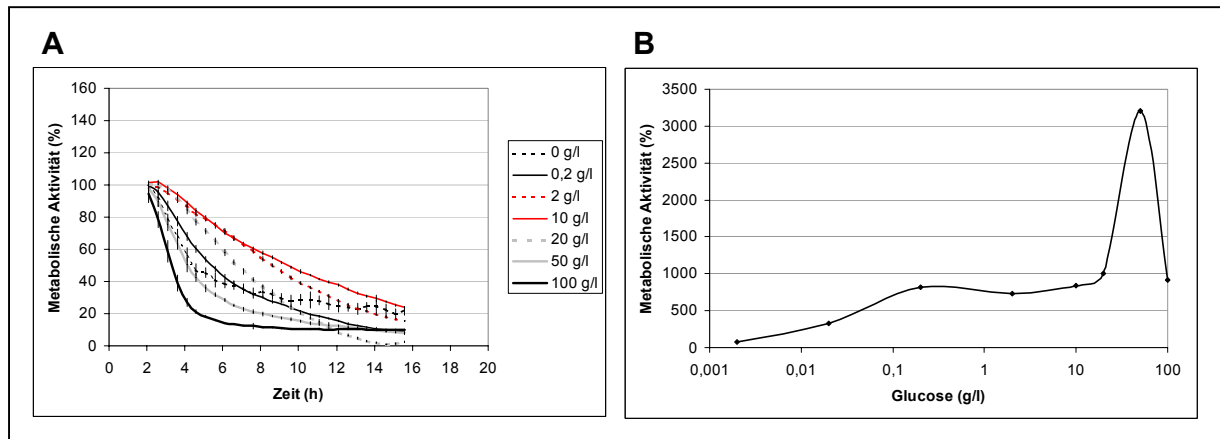 A
Metabolische Aktivität (%)
160
140
120
100
80
60
40
20
0
0 2 4 6 8 10 12 14 16 18 20
Zeit (h)
0 g/l
0,2 g/l
2 g/l
10 g/l
20 g/l
50 g/l
100 g/l
B
Metabolische Aktivität (%)
3500
3000
2500
2000
1500
1000
500
0
0,001 0,01 0,1 1 10 100
Glucose (g/l)